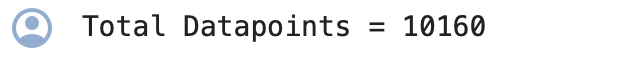 Total Datapoints = 10160